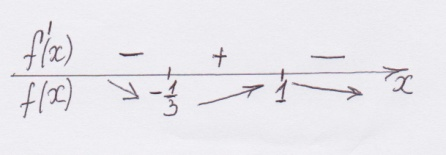 f'(x) − + −
f(x) ↘ -1/3 ↗ 1 ↘ x